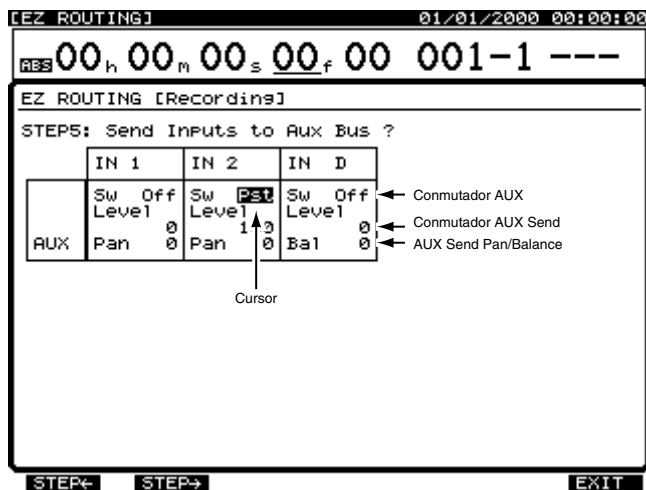 [EZ ROUTING] 01/01/2000 00:00:00
ABS 00h 00m 00s 00f 00 001-1 ---
EZ ROUTING [Recording]
STEP5: Send Inputs to Aux Bus ?
IN 1 IN 2 IN D
Sw Off Sw Pst Sw Off Conmutador AUX
Level Level Level
0 0 Conmutador AUX Send
AUX Pan 0 Pan 0 Bal 0 AUX Send Pan/Balance
Cursor
STEP← STEP→ EXIT